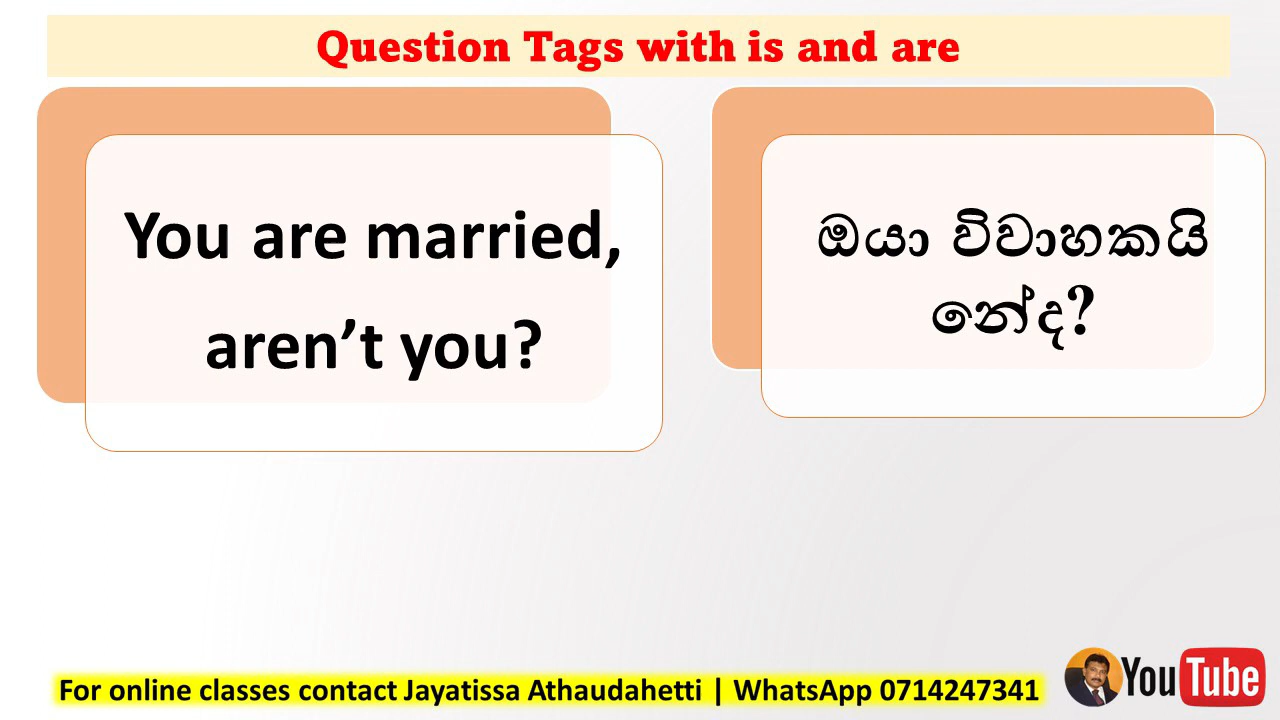 Question Tags with is and are
You are married,
aren’t you?
ඔයා විවාහකයි
නේද?
For online classes contact Jayatissa Athaudahetti | WhatsApp 0714247341
YouTube